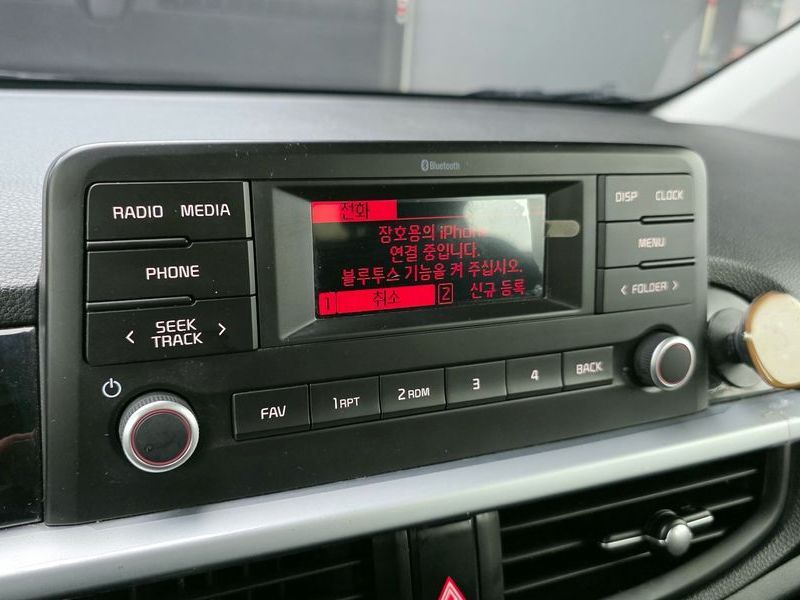 Bluetooth
RADIO MEDIA
PHONE
< SEEK TRACK >
전화
장호용의 iPhone
연결 중입니다.
블루투스 기능을 켜 주십시오.
1 취소 2 신규 등록
DISP CLOCK
MENU
< FOLDER >
FAV
1 RPT
2 RDM
3
4
BACK